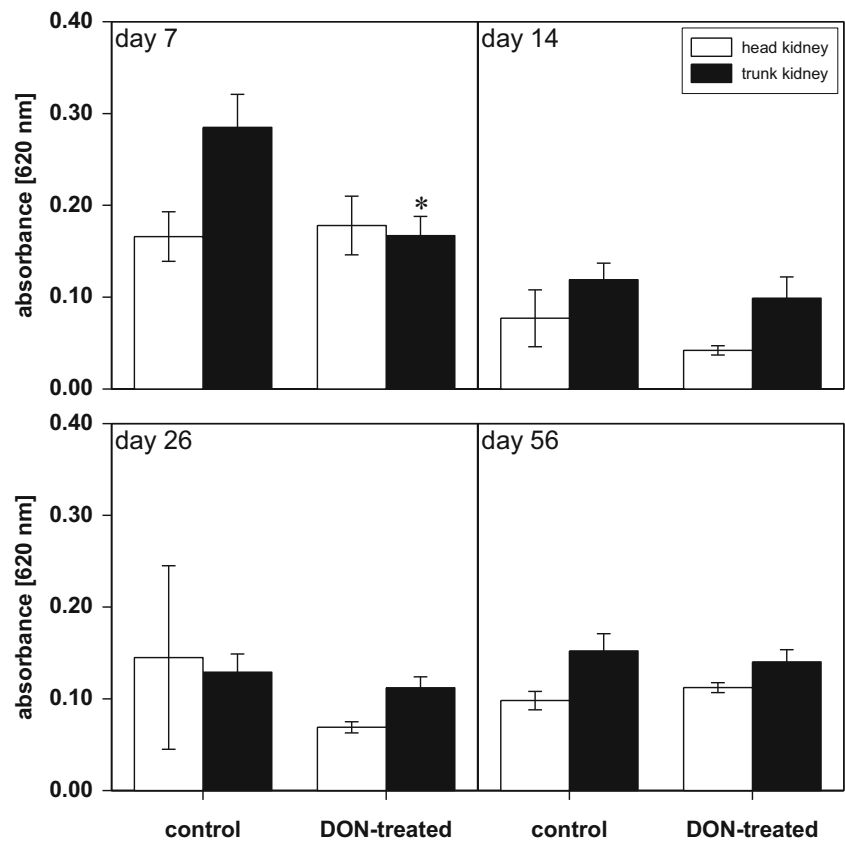 0.40
day 7
day 14
head kidney
trunk kidney
0.30
0.20
*
0.10
0.00
absorbance [620 nm]
0.40
day 26
day 56
0.30
0.20
0.10
0.00
absorbance [620 nm]
control
DON-treated
control
DON-treated